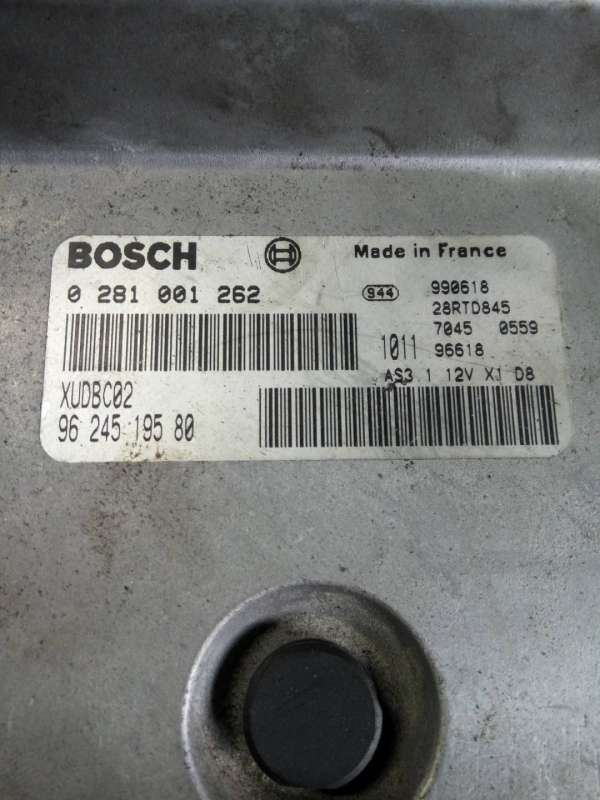 BOSCH Made in France
0 281 001 262 944 990618
28RTD845
7045 0559
1011 96618
AS3 1 12V X1 D8
XUDBC02
96 245 195 80